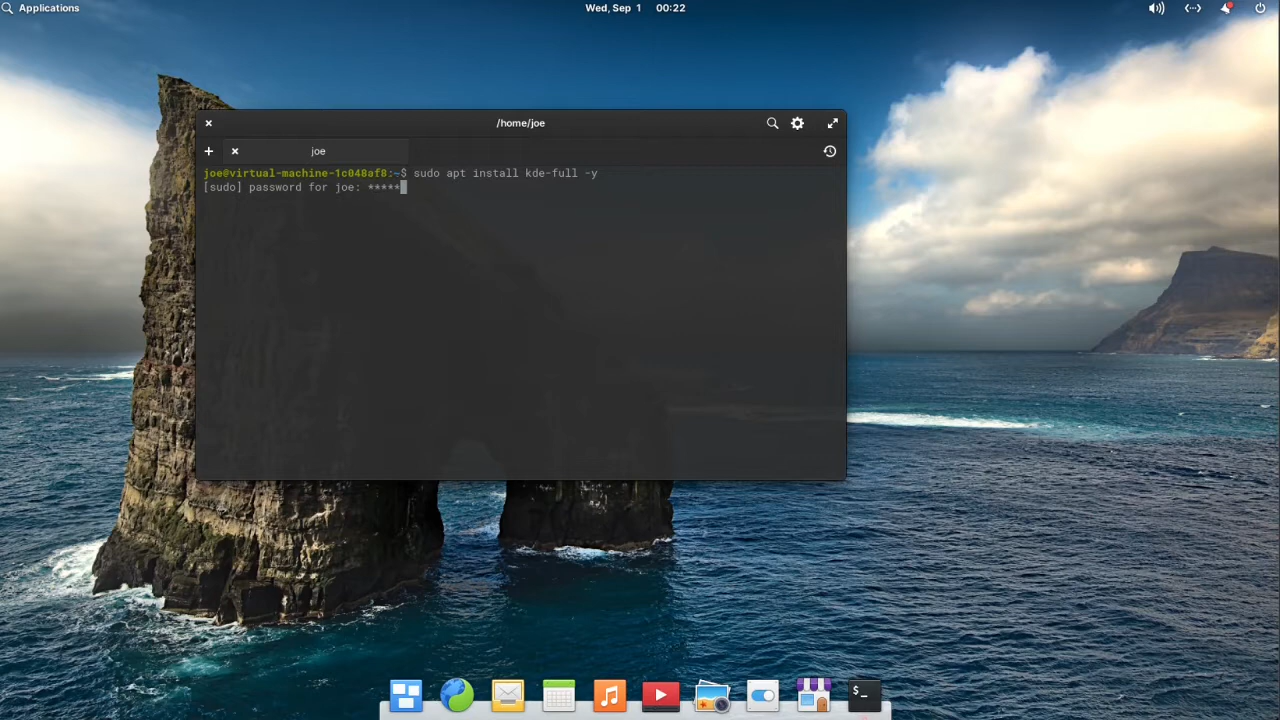 Applications
Wed, Sep 1 00:22
/home/joe
joe
joe@virtual-machine-1c048af8:~$ sudo apt install kde-full -y
[sudo] password for joe: *****
$_